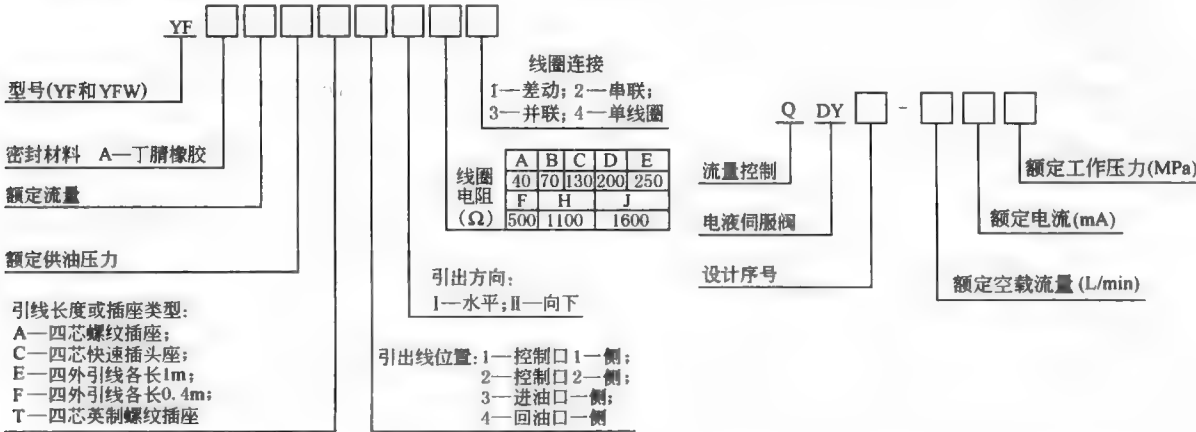 YF
型号(YF和YFW)
密封材料 A—丁腈橡胶
额定流量
额定供油压力
引线长度或插座类型:
A—四芯螺纹插座;
C—四芯快速插头座;
E—四外引线各长1m;
F—四外引线各长0.4m;
T—四芯英制螺纹插座
引出线位置:1—控制口1一侧;
2—控制口2一侧;
3—进油口一侧;
4—回油口一侧
引出方向:
I—水平;II—向下
线圈电阻(Ω)
A B C D E
40 70 130 200 250
F H J
500 1100 1600
线圈连接
1—差动; 2—串联;
3—并联; 4—单线圈
Q DY -
流量控制
电液伺服阀
设计序号
额定工作压力(MPa)
额定电流(mA)
额定空载流量(L/min)